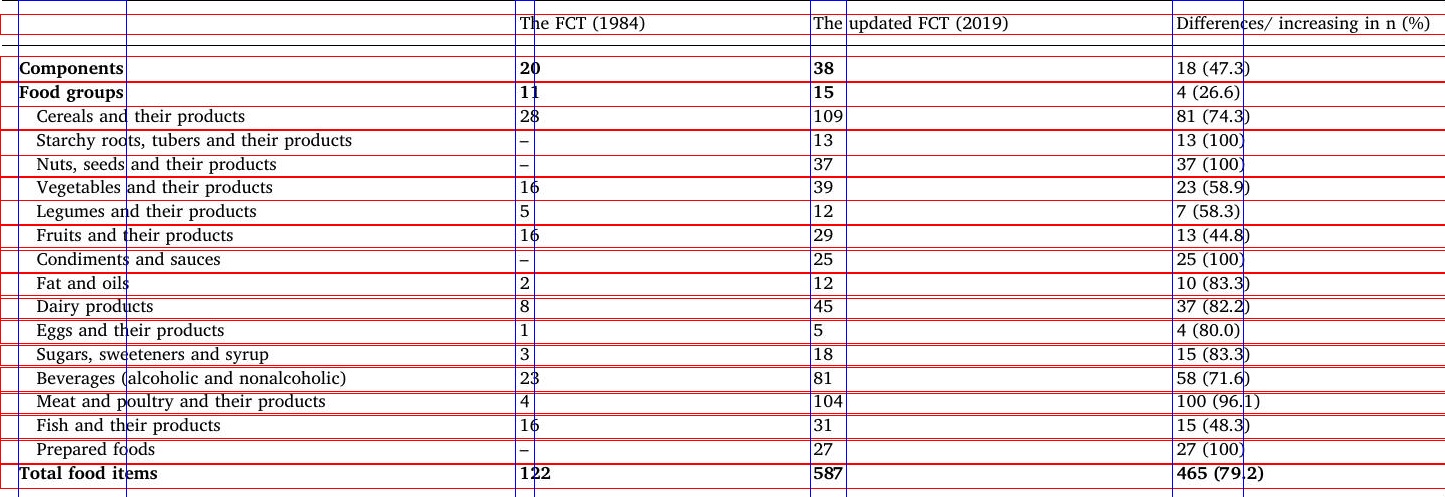 The FCT (1984) The updated FCT (2019) Differences/ increasing in n (%)
Components 20 38 18 (47.3)
Food groups 11 15 4 (26.6)
Cereals and their products 28 109 81 (74.3)
Starchy roots, tubers and their products – 13 13 (100)
Nuts, seeds and their products – 37 37 (100)
Vegetables and their products 16 39 23 (58.9)
Legumes and their products 5 12 7 (58.3)
Fruits and their products 16 29 13 (44.8)
Condiments and sauces – 25 25 (100)
Fat and oils 2 12 10 (83.3)
Dairy products 8 45 37 (82.2)
Eggs and their products 1 5 4 (80.0)
Sugars, sweeteners and syrup 3 18 15 (83.3)
Beverages (alcoholic and nonalcoholic) 23 81 58 (71.6)
Meat and poultry and their products 4 104 100 (96.1)
Fish and their products 16 31 15 (48.3)
Prepared foods – 27 27 (100)
Total food items 122 587 465 (79.2)